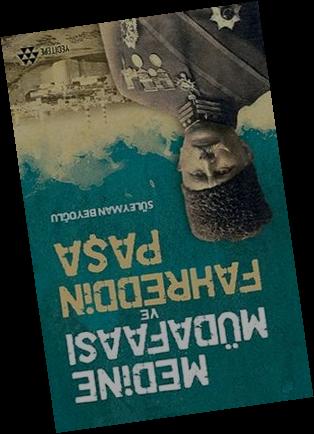 MEDİNE
MÜDAFAASI
VE
FAHREDDİN
PAŞA
SÜLEYMAN BEYOĞLU
YEDİTEPE